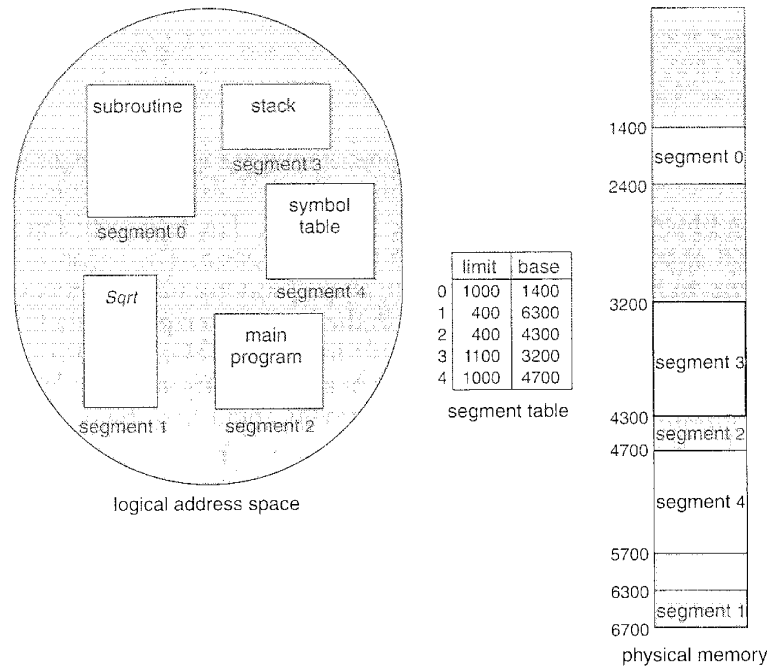 subroutine
stack
segment 3
segment 0
symbol
table
segment 4
Sqrt
segment 1
main
program
segment 2
logical address space
limit base
0 1000 1400
1 400 6300
2 400 4300
3 1100 3200
4 1000 4700
segment table
1400
segment 0
2400
3200
segment 3
4300
segment 2
4700
segment 4
5700
6300
segment 1
6700
physical memory